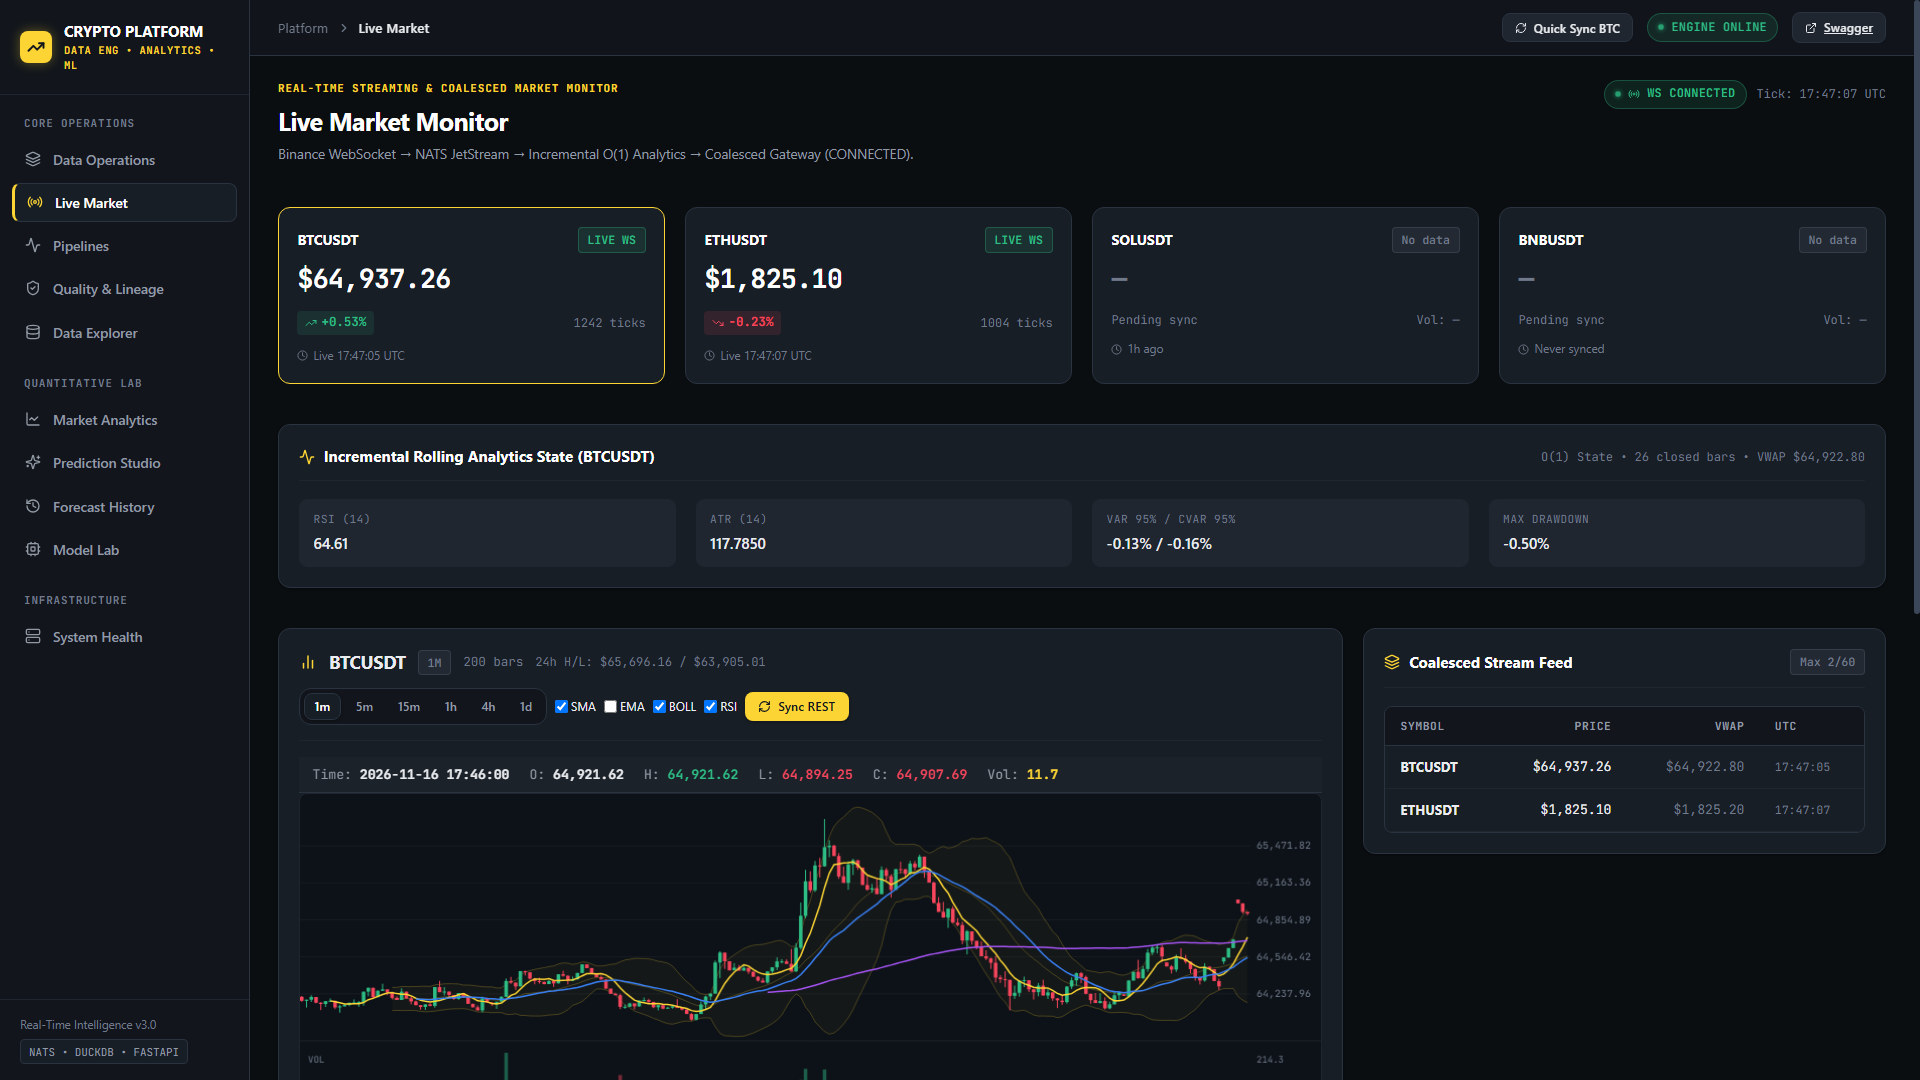 CRYPTO PLATFORM
DATA ENG • ANALYTICS •
ML
CORE OPERATIONS
Data Operations
Live Market
Pipelines
Quality & Lineage
Data Explorer
QUANTITATIVE LAB
Market Analytics
Prediction Studio
Forecast History
Model Lab
INFRASTRUCTURE
System Health
Real-Time Intelligence v3.0
NATS • DUCKDB • FASTAPI
Platform > Live Market
Quick Sync BTC
ENGINE ONLINE
Swagger
REAL-TIME STREAMING & COALESCED MARKET MONITOR
Live Market Monitor
Binance WebSocket → NATS JetStream → Incremental O(1) Analytics → Coalesced Gateway (CONNECTED).
WS CONNECTED
Tick: 17:47:07 UTC
BTCUSDT LIVE WS
$64,937.26
+0.53% 1242 ticks
Live 17:47:05 UTC
ETHUSDT LIVE WS
$1,825.10
-0.23% 1004 ticks
Live 17:47:07 UTC
SOLUSDT No data
—
Pending sync Vol: —
1h ago
BNBUSDT No data
—
Pending sync Vol: —
Never synced
Incremental Rolling Analytics State (BTCUSDT)
O(1) State • 26 closed bars • VWAP $64,922.80
RSI (14)
64.61
ATR (14)
117.7850
VAR 95% / CVAR 95%
-0.13% / -0.16%
MAX DRAWDOWN
-0.50%
BTCUSDT 1M 200 bars 24h H/L: $65,696.16 / $63,905.01
1m 5m 15m 1h 4h 1d SMA EMA BOLL RSI Sync REST
Time: 2026-11-16 17:46:00 O: 64,921.62 H: 64,921.62 L: 64,894.25 C: 64,907.69 Vol: 11.7
65,471.82
65,163.36
64,854.89
64,546.42
64,237.96
VOL
214.3
Coalesced Stream Feed
Max 2/60
SYMBOL PRICE VWAP UTC
BTCUSDT $64,937.26 $64,922.80 17:47:05
ETHUSDT $1,825.10 $1,825.20 17:47:07